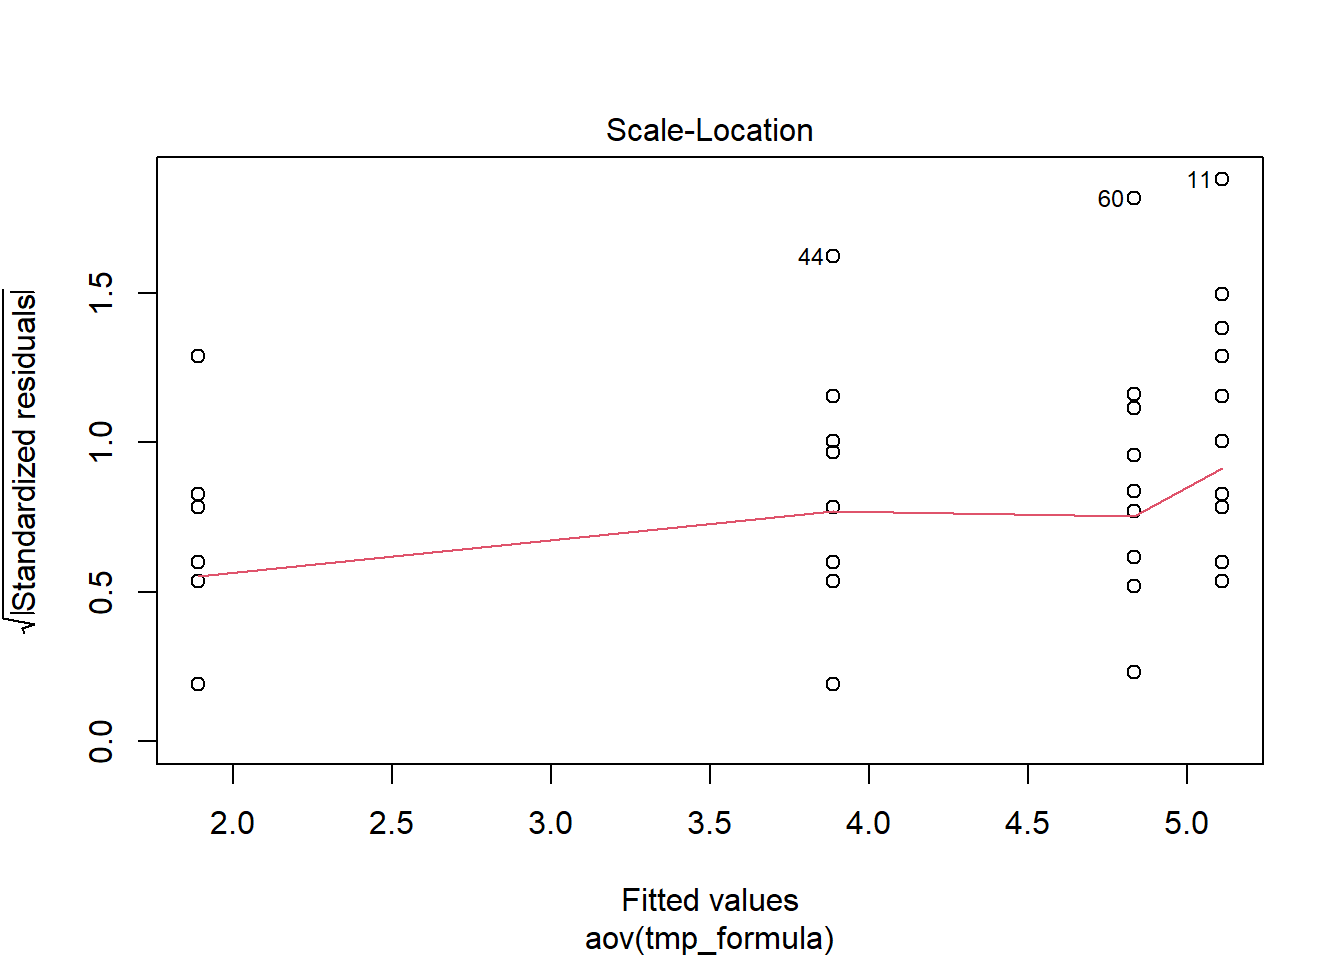 Scale-Location
√|Standardized residuals|
0.0
0.5
1.0
1.5
11
60
44
2.0 2.5 3.0 3.5 4.0 4.5 5.0
Fitted values
aov(tmp_formula)